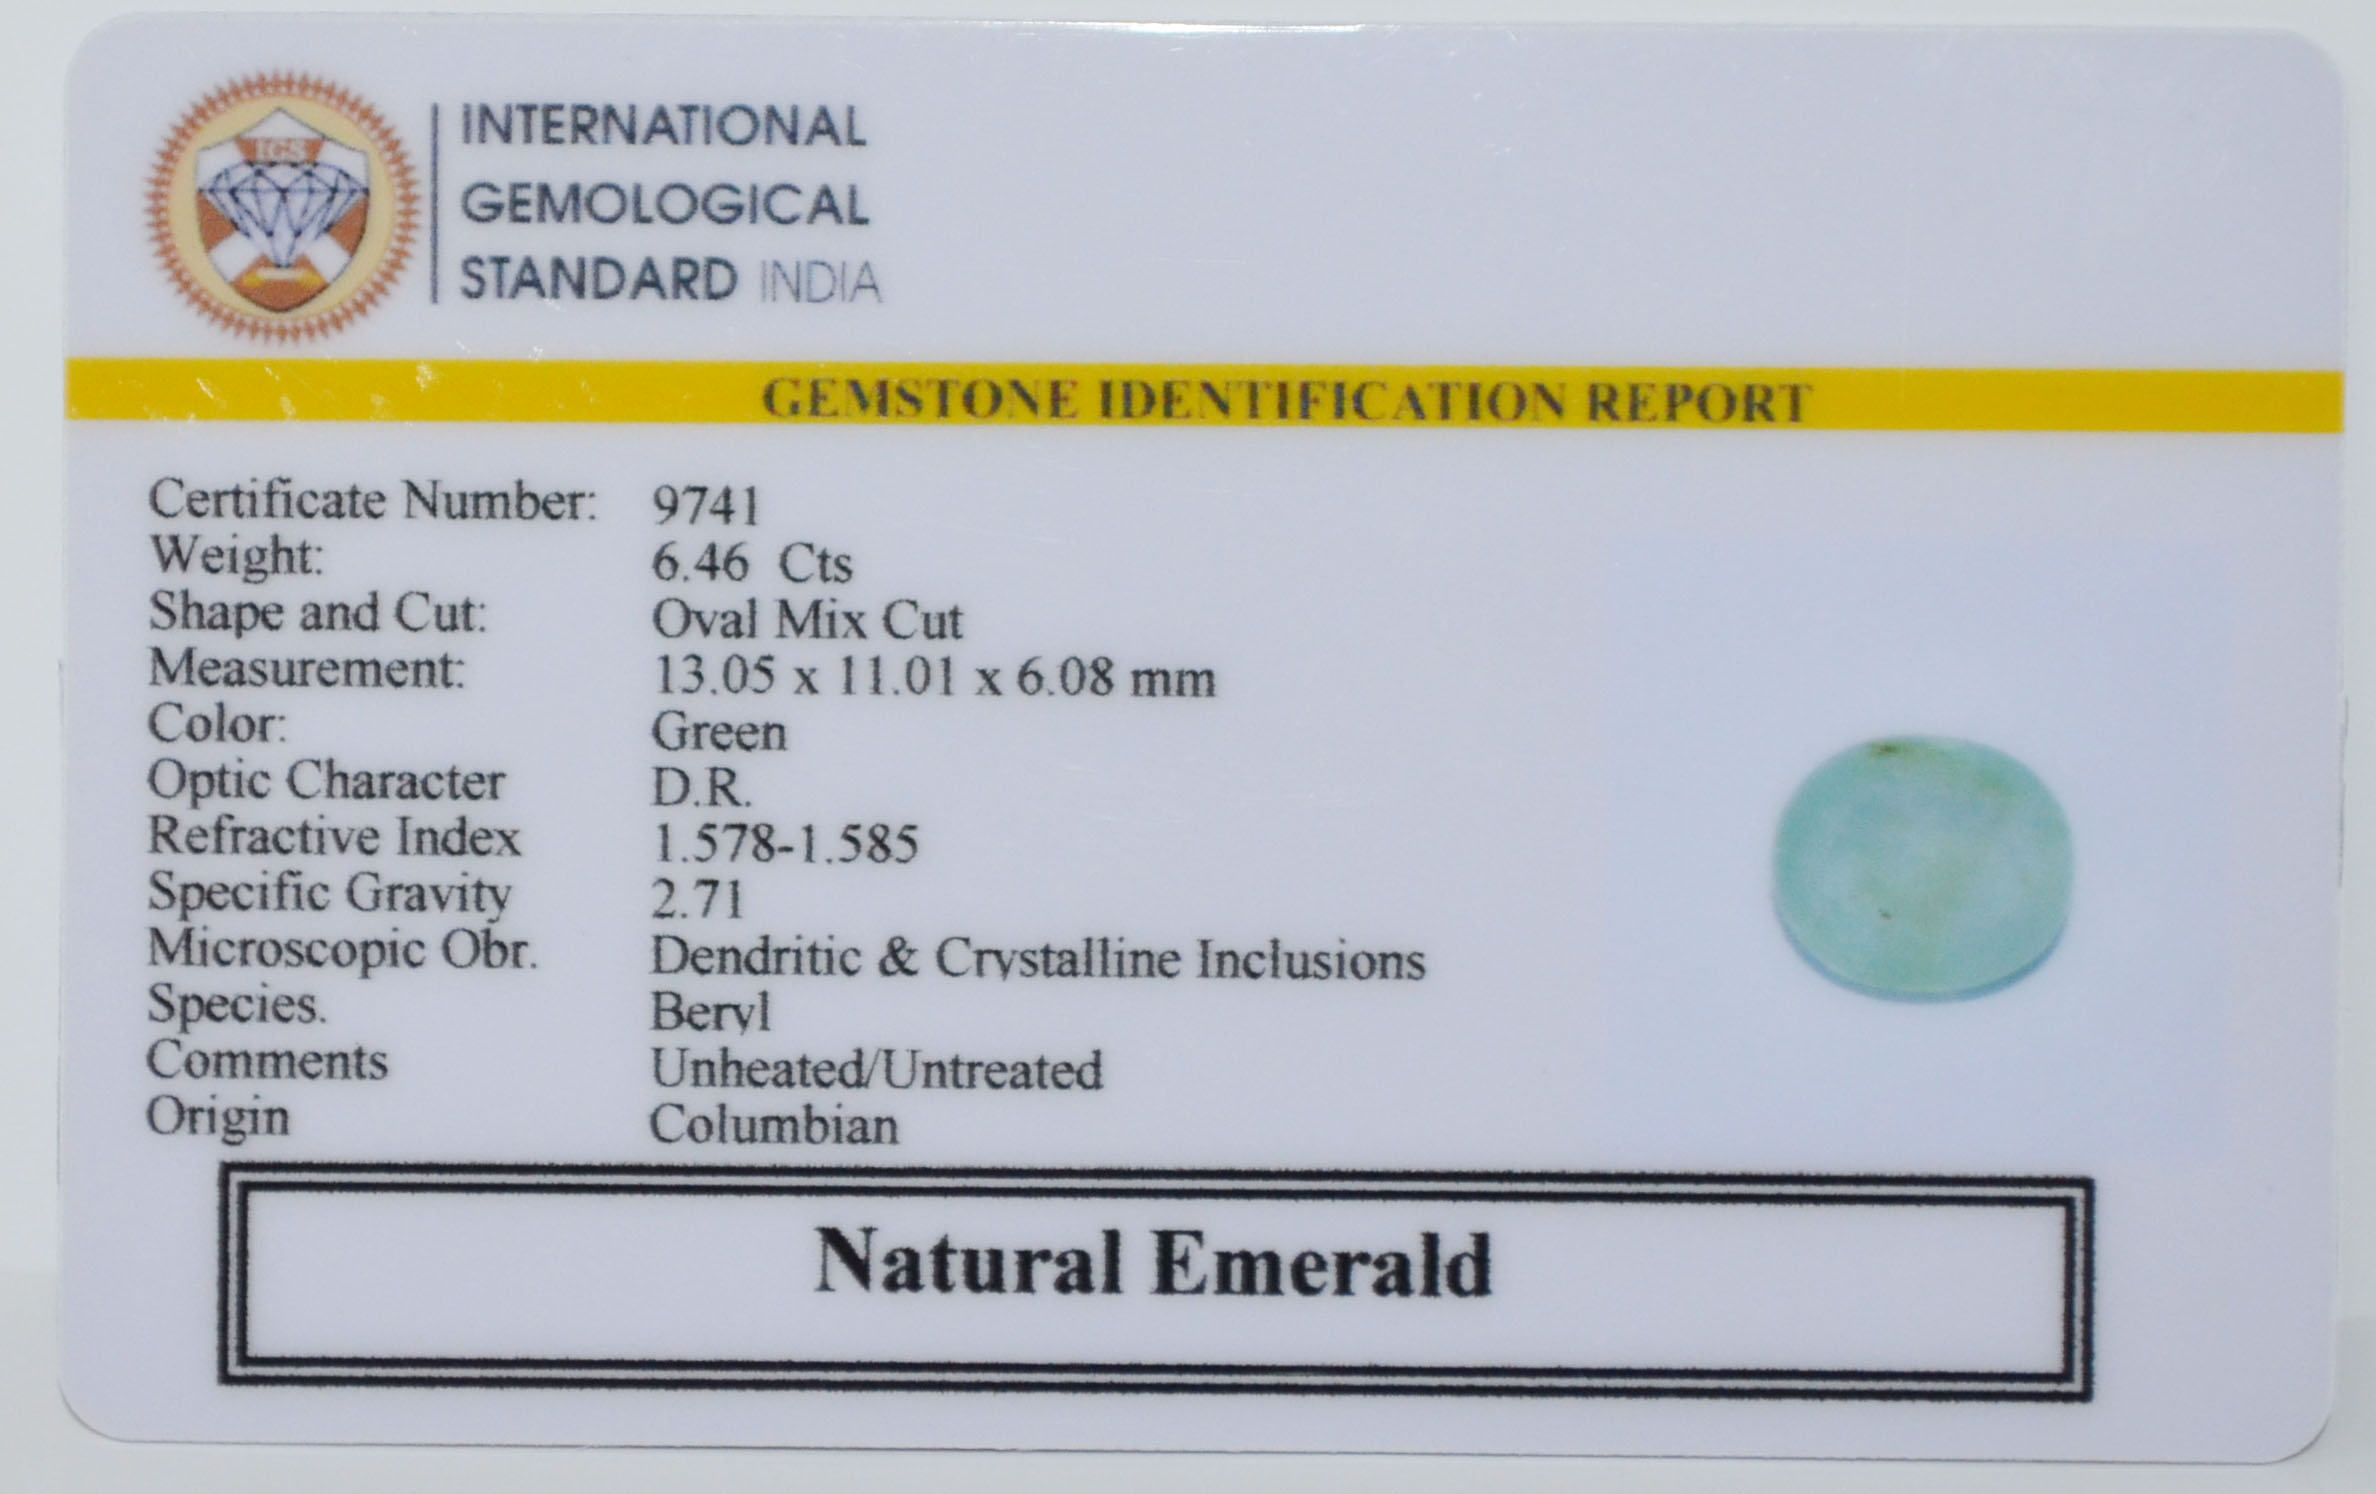 IGS
INTERNATIONAL
GEMOLOGICAL
STANDARD INDIA
GEMSTONE IDENTIFICATION REPORT
Certificate Number: 9741
Weight: 6.46 Cts
Shape and Cut: Oval Mix Cut
Measurement: 13.05 x 11.01 x 6.08 mm
Color: Green
Optic Character D.R.
Refractive Index 1.578-1.585
Specific Gravity 2.71
Microscopic Obr. Dendritic & Crystalline Inclusions
Species. Beryl
Comments Unheated/Untreated
Origin Columbian
Natural Emerald